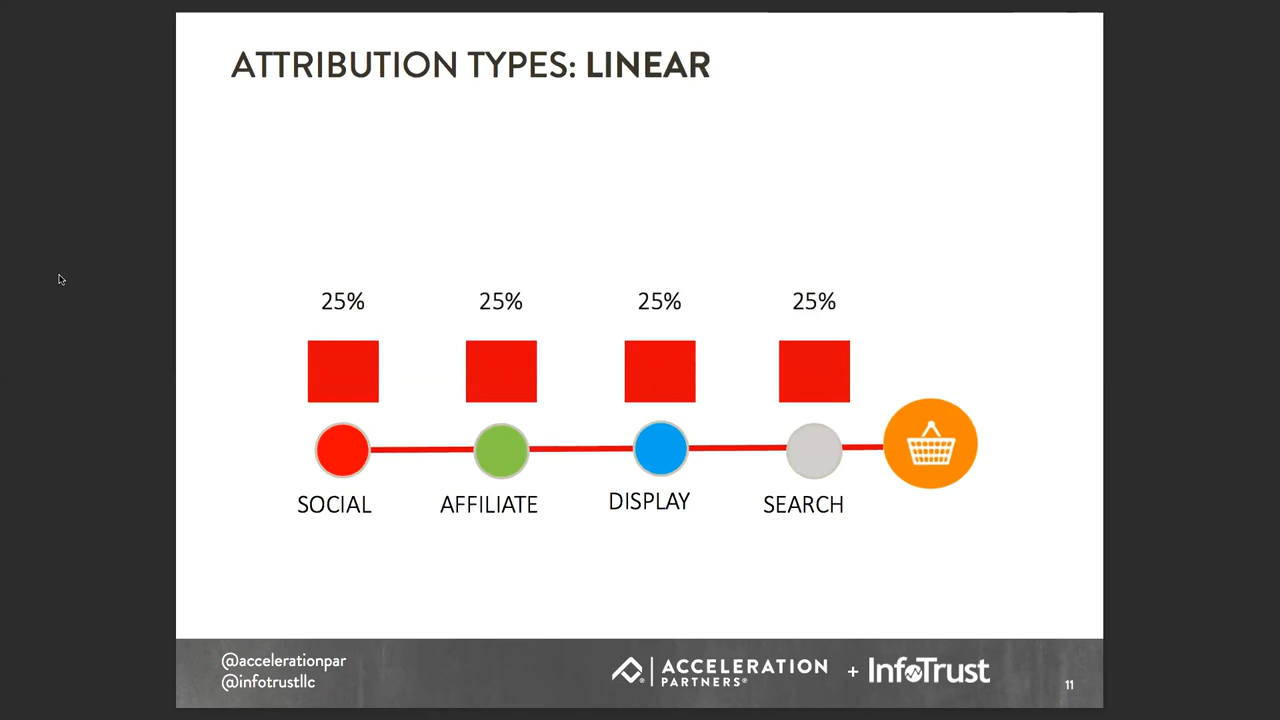 ATTRIBUTION TYPES: LINEAR
25% 25% 25% 25%
SOCIAL AFFILIATE DISPLAY SEARCH
@accelerationpar
@infotrustllc
ACCELERATION
PARTNERS®
+ InfoTrust
11